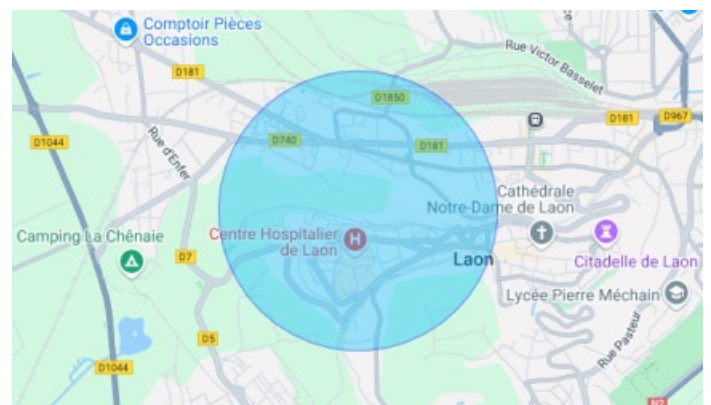 Comptoir Pièces
Occasions
Rue Victor Basselet
D181
D1850
D181
D967
D1044
Rue d'Enfer
D740
D181
Cathédrale
Notre-Dame de Laon
Camping La Chênaie
D7
Centre Hospitalier
de Laon
H
Laon
Citadelle de Laon
Lycée Pierre Méchain
D5
Rue Pasteur
D1044
N2